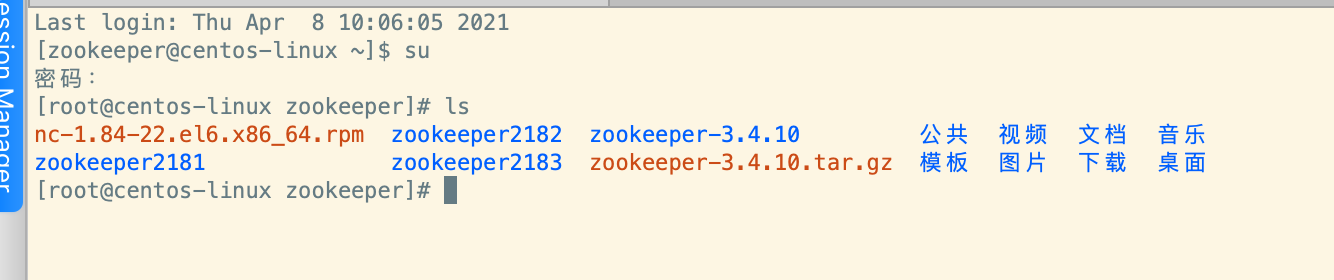 Last login: Thu Apr  8 10:06:05 2021
[zookeeper@centos-linux ~]$ su
密码：
[root@centos-linux zookeeper]# ls
nc-1.84-22.el6.x86_64.rpm  zookeeper2182  zookeeper-3.4.10         公共  视频  文档  音乐
zookeeper2181              zookeeper2183  zookeeper-3.4.10.tar.gz  模板  图片  下载  桌面
[root@centos-linux zookeeper]#
Manager